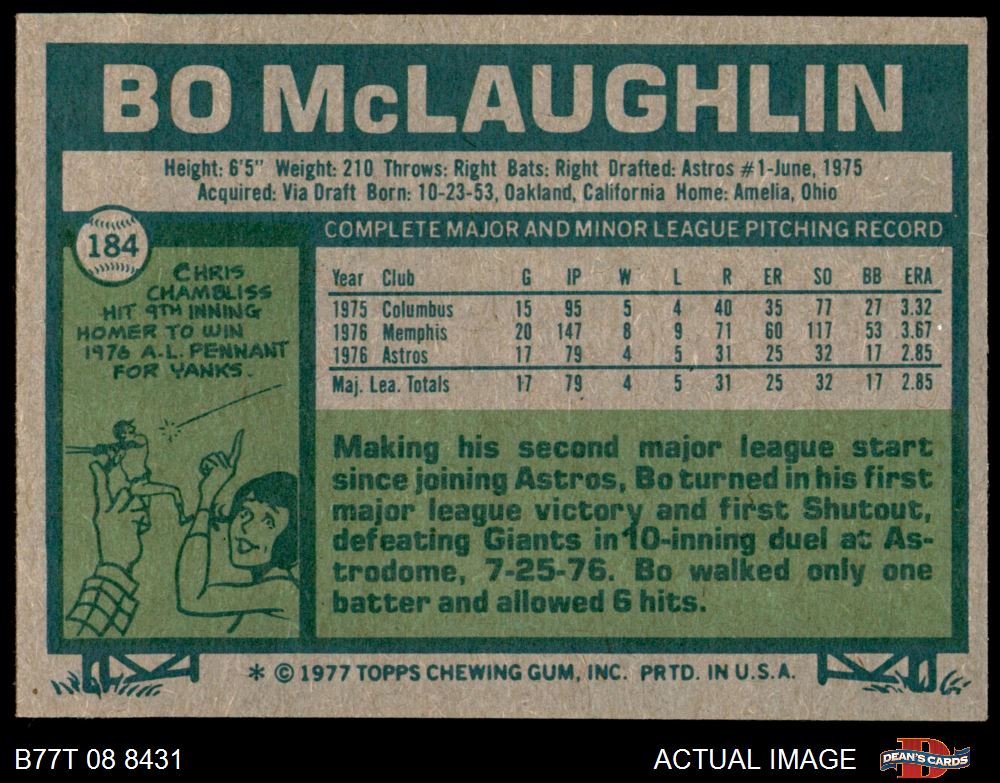 BO McLAUGHLIN
Height: 6'5" Weight: 210 Throws: Right Bats: Right Drafted: Astros #1-June, 1975
Acquired: Via Draft Born: 10-23-53, Oakland, California Home: Amelia, Ohio
184
CHRIS
CHAMBLISS
HIT 9TH INNING
HOMER TO WIN
1976 A.L. PENNANT
FOR YANKS.
COMPLETE MAJOR AND MINOR LEAGUE PITCHING RECORD
Year Club G IP W L R ER SO BB ERA
1975 Columbus 15 95 5 4 40 35 77 27 3.32
1976 Memphis 20 147 8 9 71 60 117 53 3.67
1976 Astros 17 79 4 5 31 25 32 17 2.85
Maj. Lea. Totals 17 79 4 5 31 25 32 17 2.85
Making his second major league start
since joining Astros, Bo turned in his first
major league victory and first Shutout,
defeating Giants in 10-inning duel at As-
trodome, 7-25-76. Bo walked only one
batter and allowed 6 hits.
* © 1977 TOPPS CHEWING GUM, INC. PRTD. IN U.S.A.
B77T 08 8431
ACTUAL IMAGE
DEAN'S CARDS